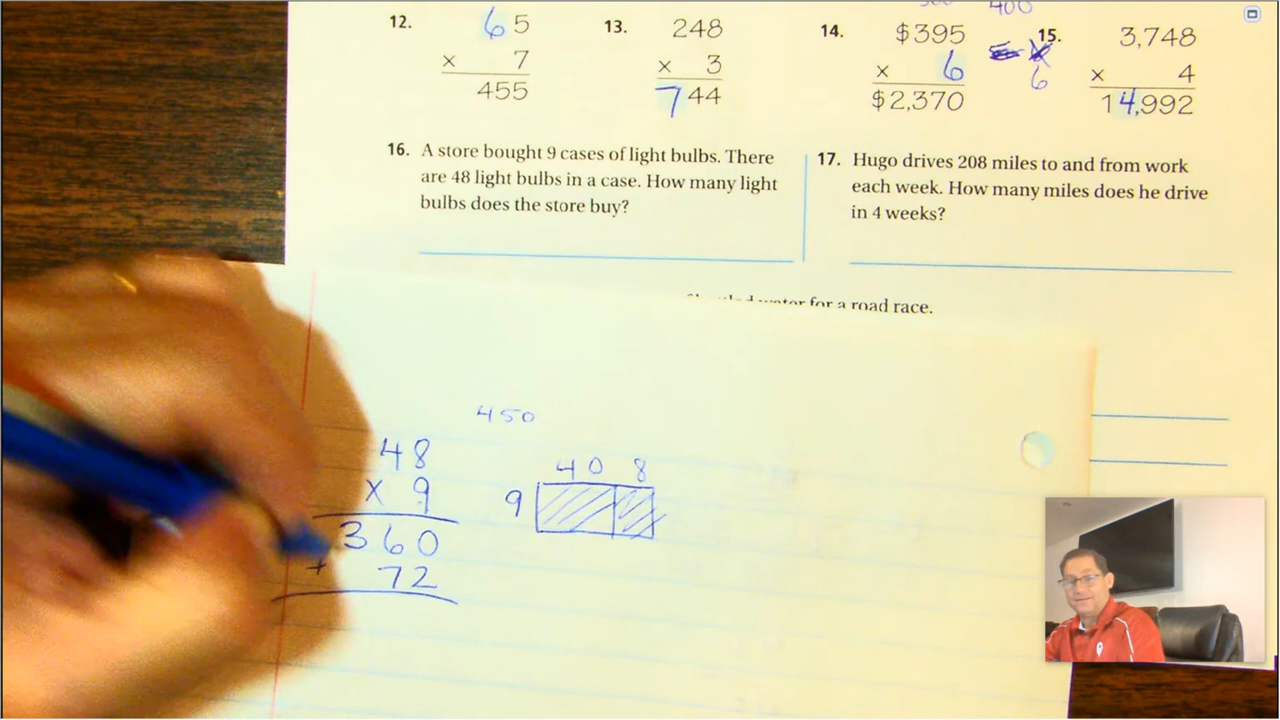 400
12. 65
x 7
455
13. 248
x 3
744
14. $395
x 6
$2,370
6
15. 3,748
x 4
14,992
16. A store bought 9 cases of light bulbs. There
are 48 light bulbs in a case. How many light
bulbs does the store buy?
17. Hugo drives 208 miles to and from work
each week. How many miles does he drive
in 4 weeks?
for a road race.
450
48
x 9
360
+ 72
40 8
9